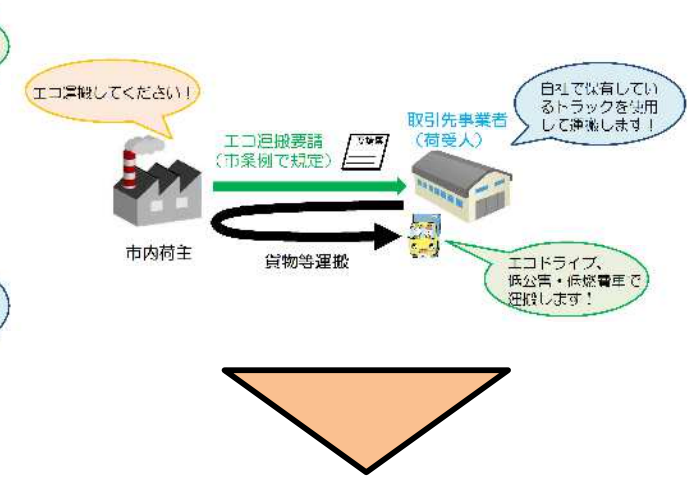 エコ運搬してください！
エコ運搬要請
（市条例で規定）
取引先事業者
（荷受人）
自社で保有してい
るトラックを使用
して運搬します！
市内荷主
貨物等運搬
エコドライブ、
低公害・低燃費車で
運搬します！